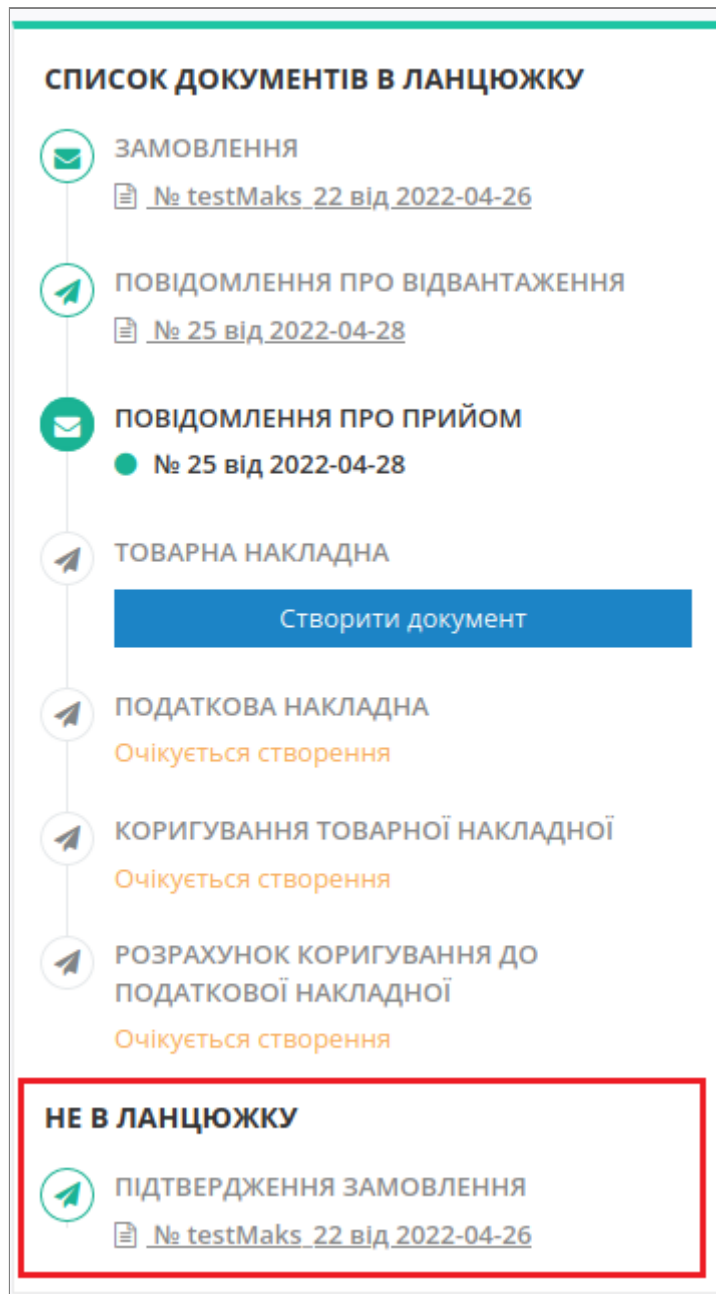 СПИСОК ДОКУМЕНТІВ В ЛАНЦЮЖКУ
ЗАМОВЛЕННЯ
№ testMaks_22 від 2022-04-26
ПОВІДОМЛЕННЯ ПРО ВІДВАНТАЖЕННЯ
№ 25 від 2022-04-28
ПОВІДОМЛЕННЯ ПРО ПРИЙОМ
№ 25 від 2022-04-28
ТОВАРНА НАКЛАДНА
Створити документ
ПОДАТКОВА НАКЛАДНА
Очікується створення
КОРИГУВАННЯ ТОВАРНОЇ НАКЛАДНОЇ
Очікується створення
РОЗРАХУНОК КОРИГУВАННЯ ДО
ПОДАТКОВОЇ НАКЛАДНОЇ
Очікується створення
НЕ В ЛАНЦЮЖКУ
ПІДТВЕРДЖЕННЯ ЗАМОВЛЕННЯ
№ testMaks_22 від 2022-04-26